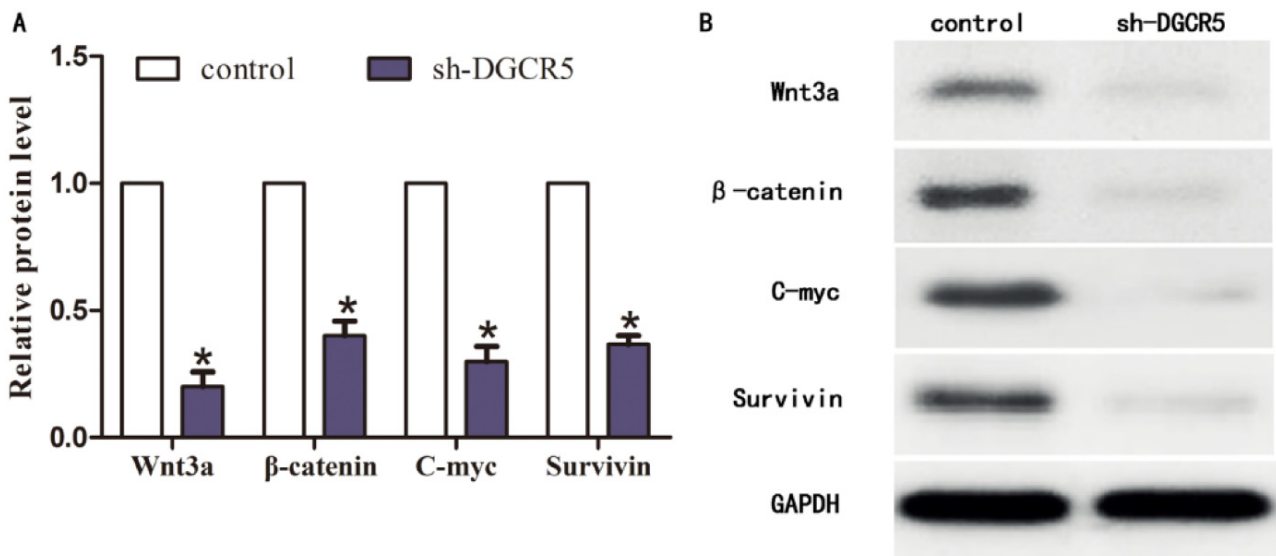 A
Relative protein level
1.5
1.0
0.5
0.0
control
sh-DGCR5
*
*
*
*
Wnt3a
β-catenin
C-myc
Survivin
B
control
sh-DGCR5
Wnt3a
β-catenin
C-myc
Survivin
GAPDH